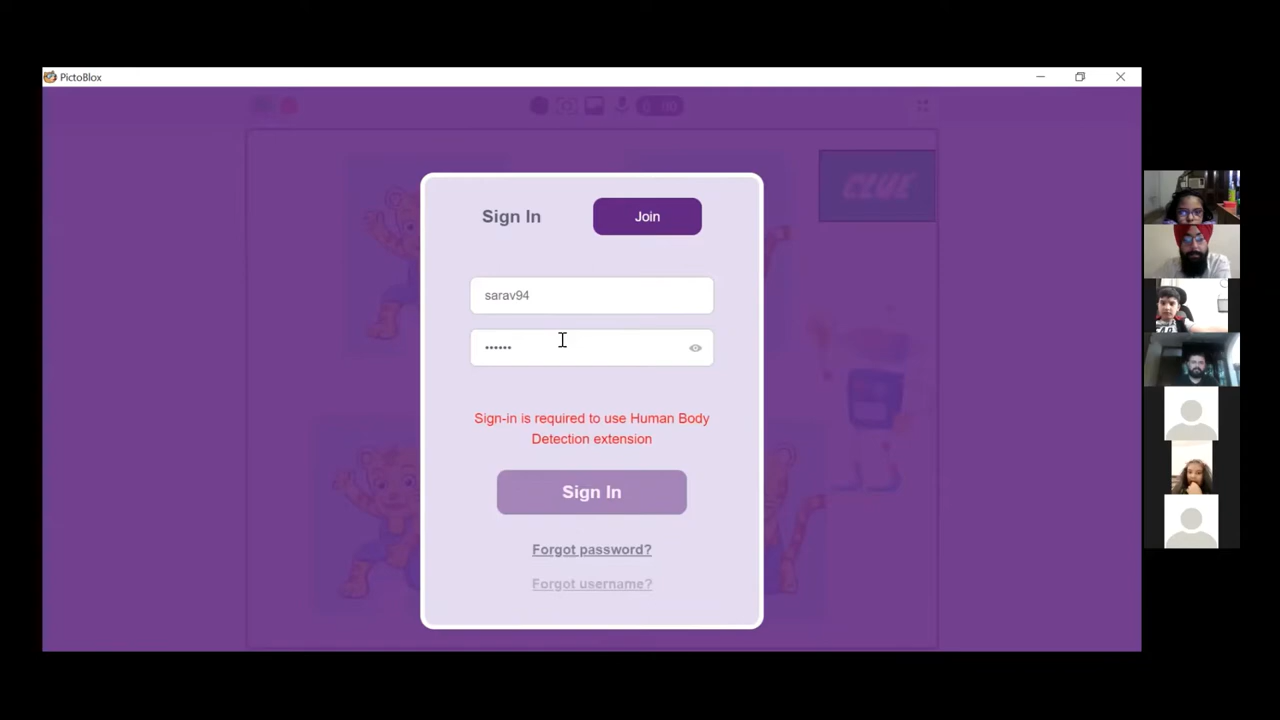 PictoBlox
CLUE
Sign In
Join
sarav94
••••••
Sign-in is required to use Human Body
Detection extension
Sign In
Forgot password?
Forgot username?